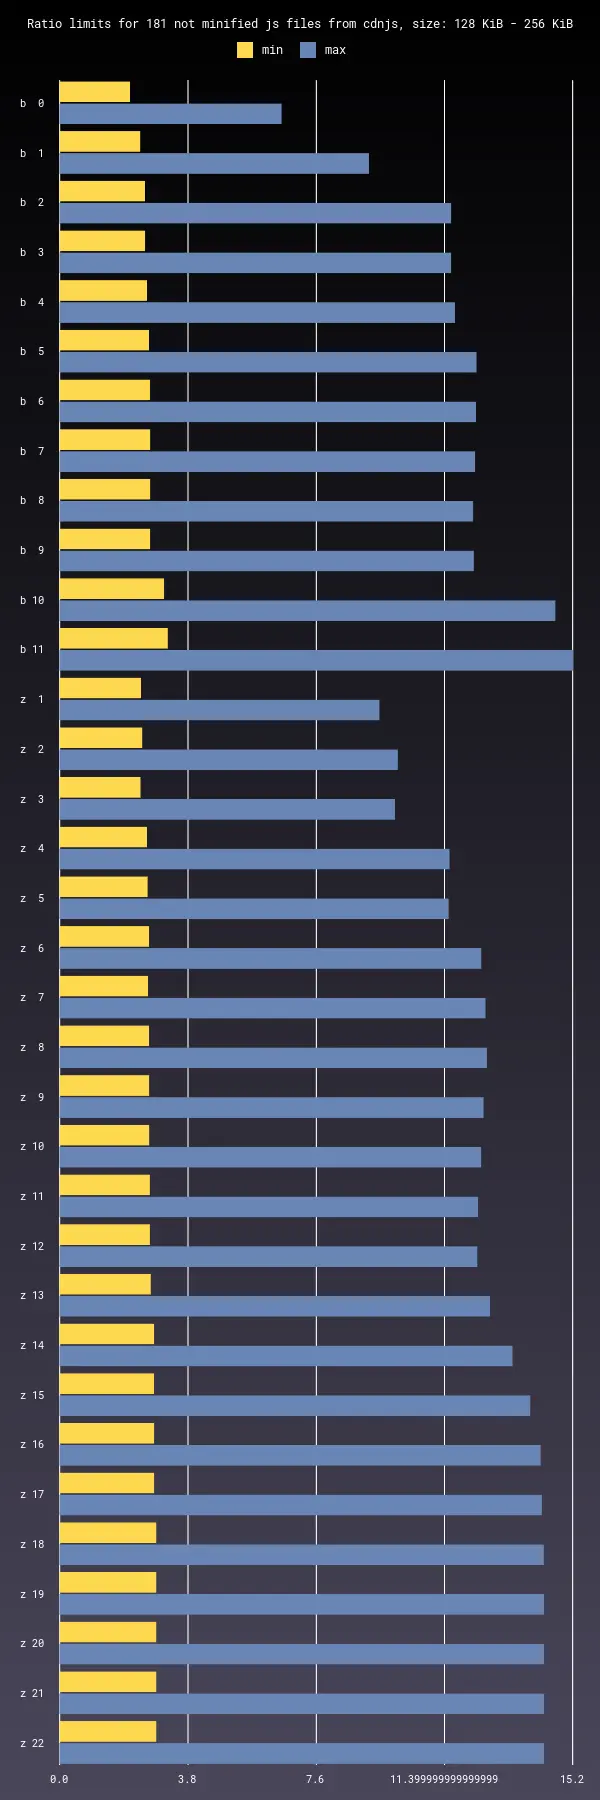 Ratio limits for 181 not minified js files from cdnjs, size: 128 KiB - 256 KiB
min max
b 0
b 1
b 2
b 3
b 4
b 5
b 6
b 7
b 8
b 9
b 10
b 11
z 1
z 2
z 3
z 4
z 5
z 6
z 7
z 8
z 9
z 10
z 11
z 12
z 13
z 14
z 15
z 16
z 17
z 18
z 19
z 20
z 21
z 22
0.0 3.8 7.6 11.399999999999999 15.2